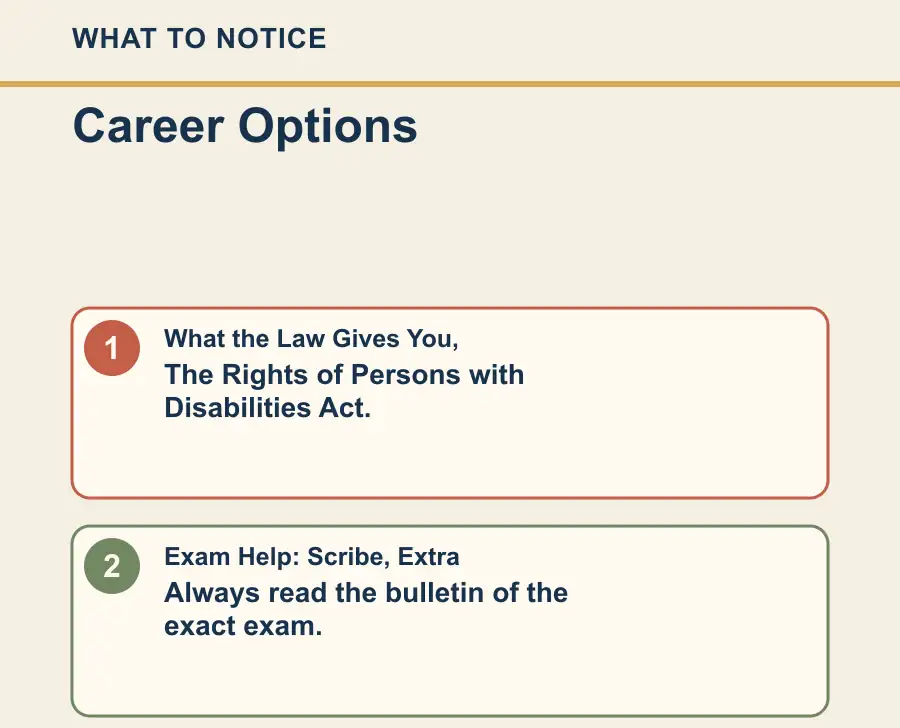 WHAT TO NOTICE
Career Options
1
What the Law Gives You,
The Rights of Persons with
Disabilities Act.
2
Exam Help: Scribe, Extra
Always read the bulletin of the
exact exam.